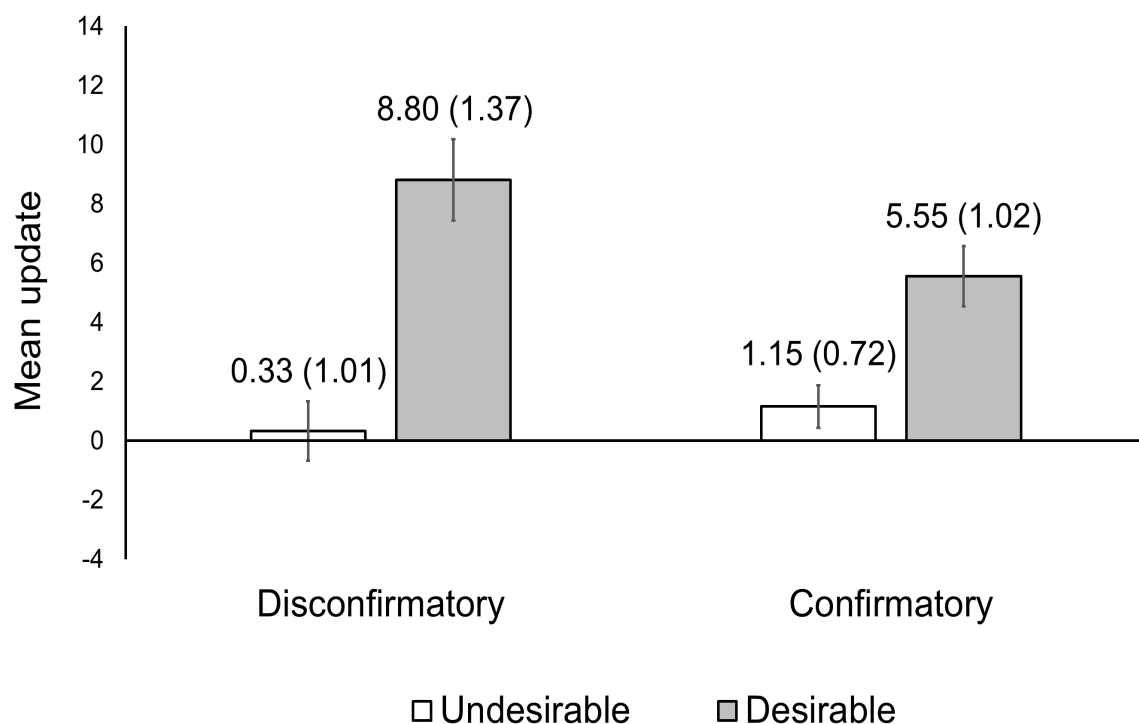 Mean update
14
12
10
8
6
4
2
0
-2
-4
0.33 (1.01)
8.80 (1.37)
1.15 (0.72)
5.55 (1.02)
Disconfirmatory
Confirmatory
Undesirable
Desirable